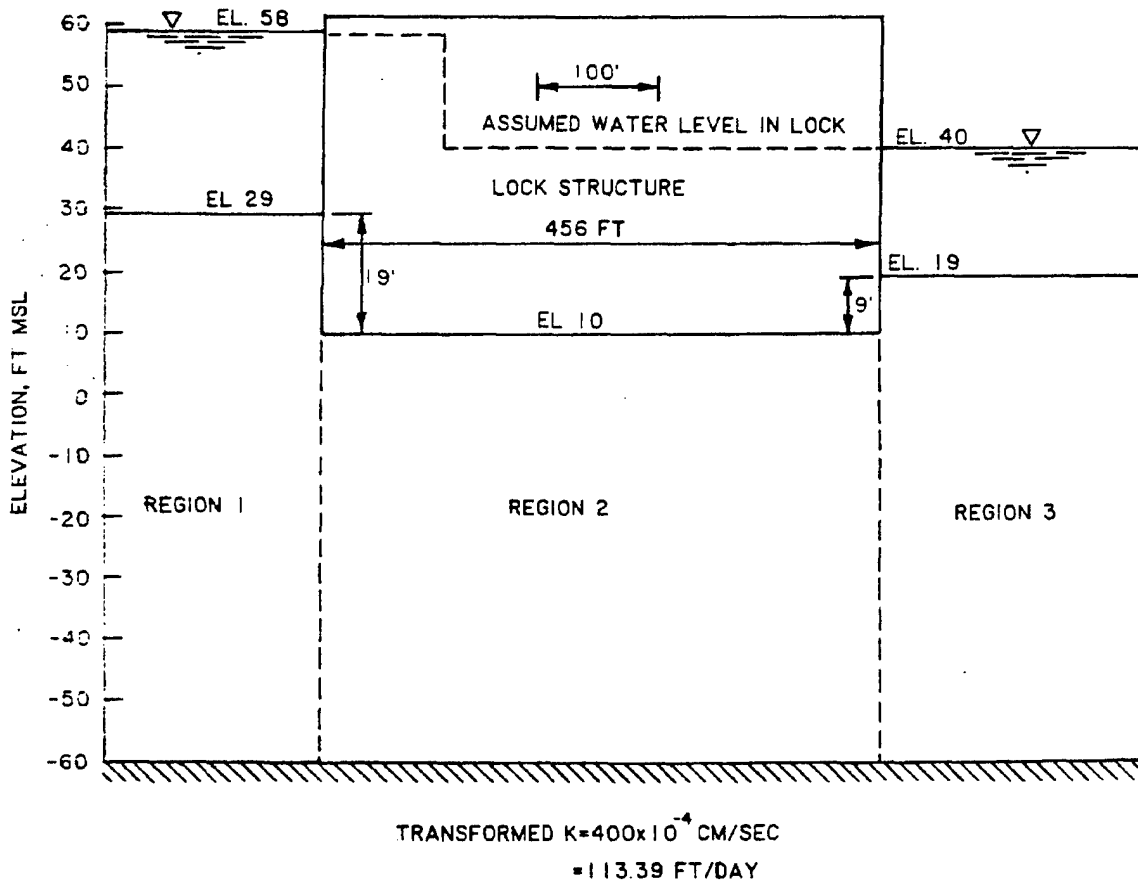 60
EL. 58
50
100'
ASSUMED WATER LEVEL IN LOCK
40
EL. 40
LOCK STRUCTURE
30
EL 29
456 FT
20
19'
EL. 19
9'
10
EL 10
0
-10
REGION 1
REGION 2
REGION 3
-20
-30
-40
-50
-60
ELEVATION, FT MSL
TRANSFORMED K=400x10⁻⁴ CM/SEC
=113.39 FT/DAY